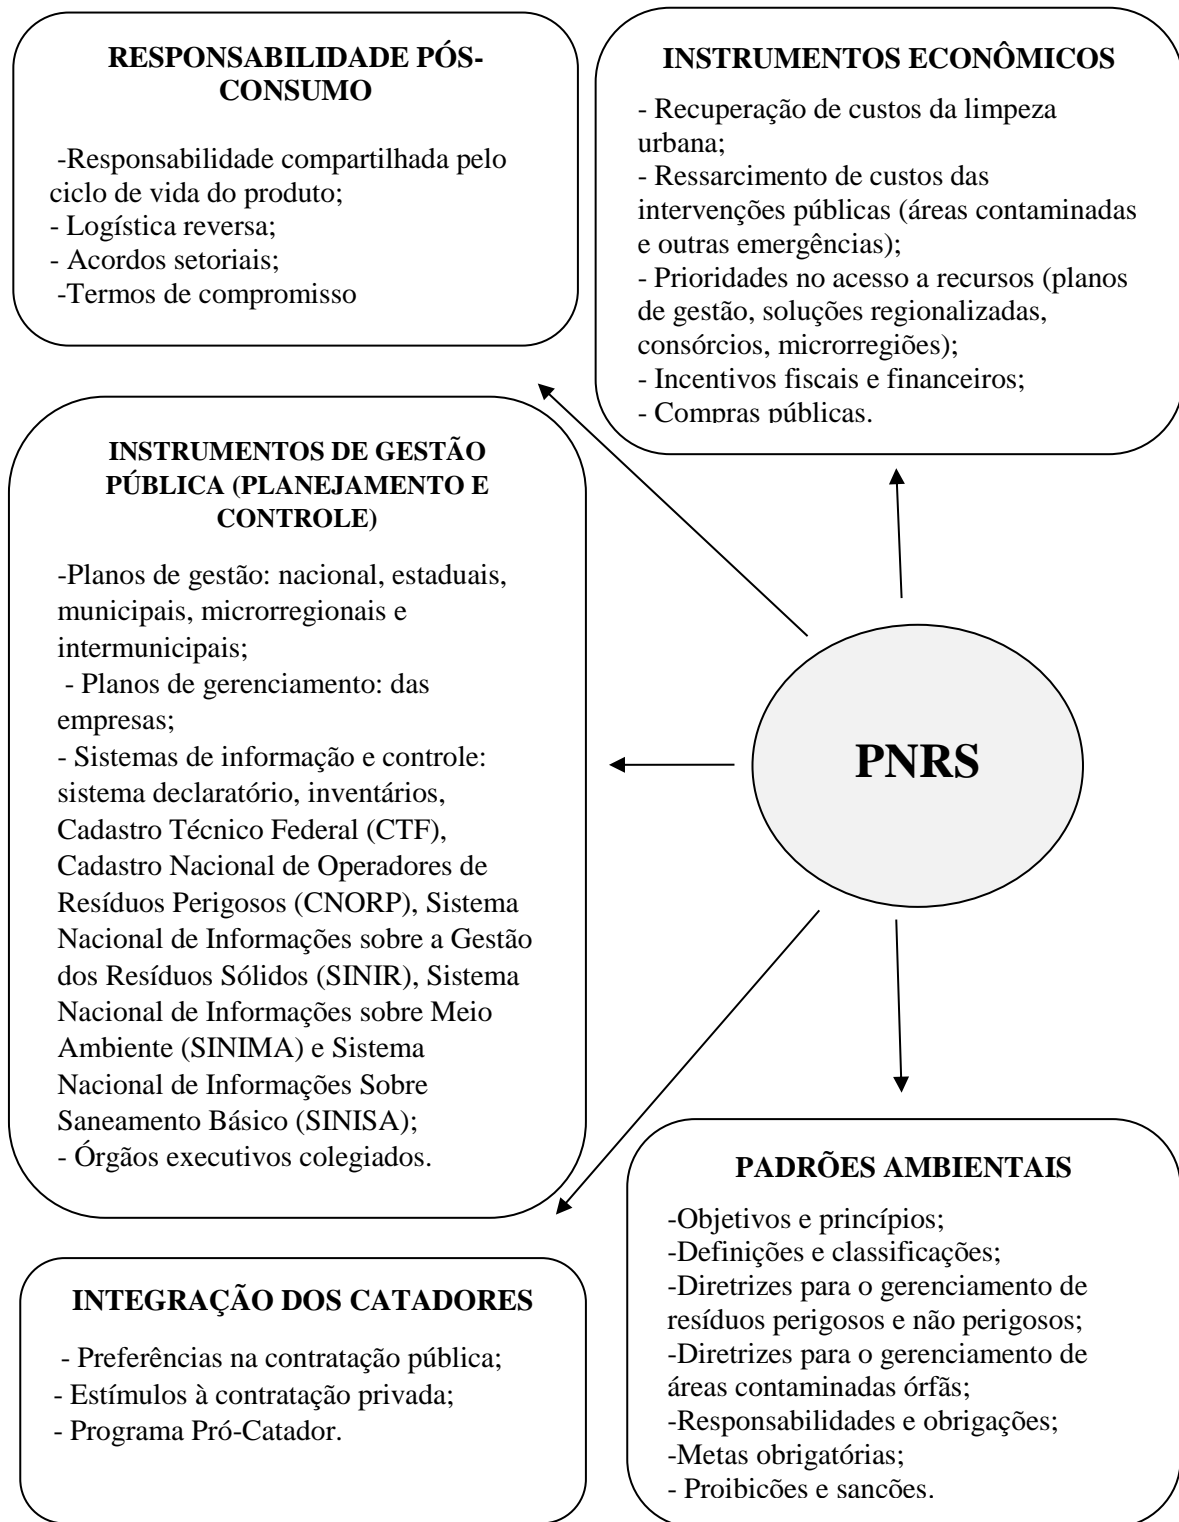 RESPONSABILIDADE PÓS-
CONSUMO
-Responsabilidade compartilhada pelo
ciclo de vida do produto;
- Logística reversa;
- Acordos setoriais;
-Termos de compromisso
INSTRUMENTOS ECONÔMICOS
- Recuperação de custos da limpeza
urbana;
- Ressarcimento de custos das
intervenções públicas (áreas contaminadas
e outras emergências);
- Prioridades no acesso a recursos (planos
de gestão, soluções regionalizadas,
consórcios, microrregiões);
- Incentivos fiscais e financeiros;
- Compras públicas.
INSTRUMENTOS DE GESTÃO
PÚBLICA (PLANEJAMENTO E
CONTROLE)
-Planos de gestão: nacional, estaduais,
municipais, microrregionais e
intermunicipais;
- Planos de gerenciamento: das
empresas;
- Sistemas de informação e controle:
sistema declaratório, inventários,
Cadastro Técnico Federal (CTF),
Cadastro Nacional de Operadores de
Resíduos Perigosos (CNORP), Sistema
Nacional de Informações sobre a Gestão
dos Resíduos Sólidos (SINIR), Sistema
Nacional de Informações sobre Meio
Ambiente (SINIMA) e Sistema
Nacional de Informações Sobre
Saneamento Básico (SINISA);
- Órgãos executivos colegiados.
PNRS
INTEGRAÇÃO DOS CATADORES
- Preferências na contratação pública;
- Estímulos à contratação privada;
- Programa Pró-Catador.
PADRÕES AMBIENTAIS
-Objetivos e princípios;
-Definições e classificações;
-Diretrizes para o gerenciamento de
resíduos perigosos e não perigosos;
-Diretrizes para o gerenciamento de
áreas contaminadas órfãs;
-Responsabilidades e obrigações;
-Metas obrigatórias;
- Proibições e sanções.